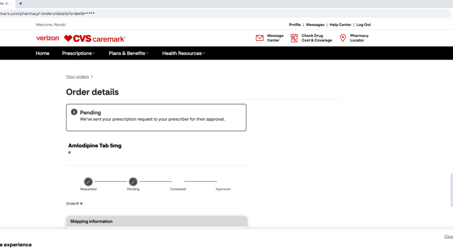 Welcome, Randy!
Profile | Messages | Help Center | Log Out
verizon CVS caremark
Message Center
Check Drug Cost & Coverage
Pharmacy Locator
Home Prescriptions Plans & Benefits Health Resources
Your orders
Order details
Pending
We've sent your prescription request to your prescriber for their approval.
Amlodipine Tab 5mg
#
Requested Pending Contacted Approved
Order# #
Shipping information
Close
e experience